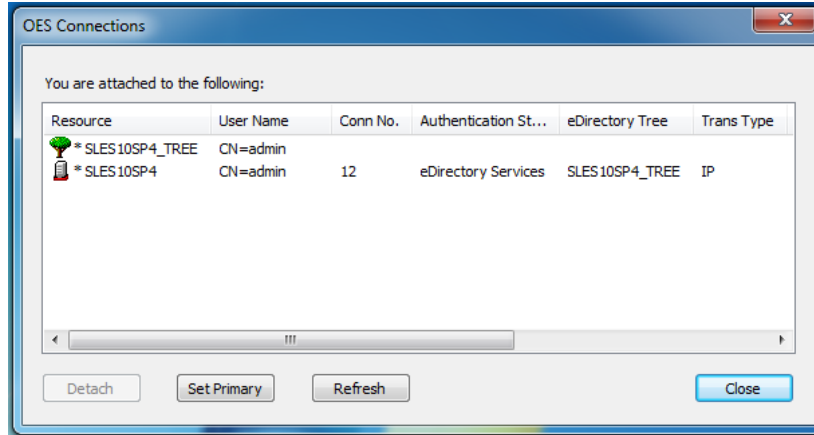 OES Connections
You are attached to the following:
Resource User Name Conn No. Authentication St... eDirectory Tree Trans Type
* SLES10SP4_TREE CN=admin
* SLES10SP4 CN=admin 12 eDirectory Services SLES10SP4_TREE IP
Detach Set Primary Refresh Close